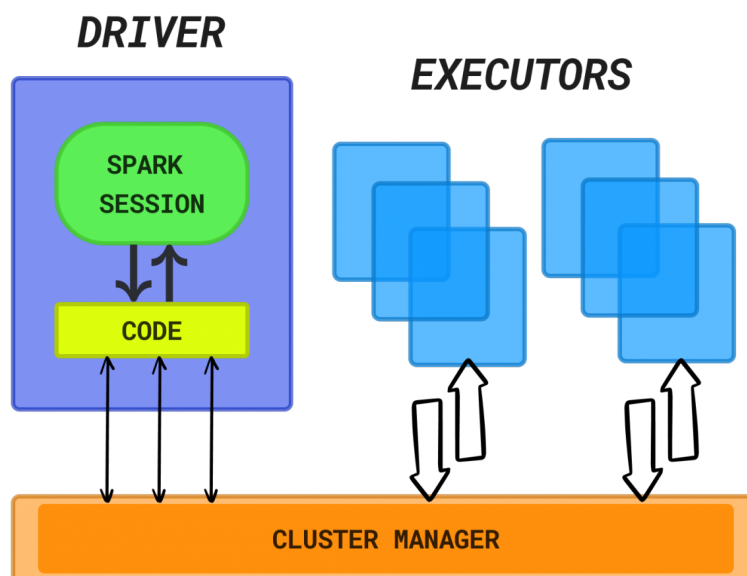 DRIVER
EXECUTORS
SPARK
SESSION
CODE
CLUSTER MANAGER